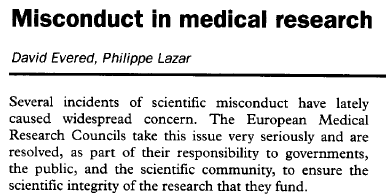 Misconduct in medical research
David Evered, Philippe Lazar
Several incidents of scientific misconduct have lately
caused widespread concern. The European Medical
Research Councils take this issue very seriously and are
resolved, as part of their responsibility to governments,
the public, and the scientific community, to ensure the
scientific integrity of the research that they fund.